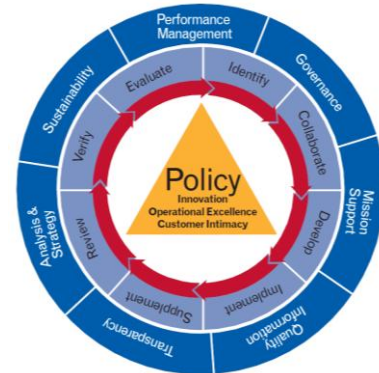 Performance
Management
Governance
Mission
Support
Quality
Information
Transparency
Analysis &
Strategy
Sustainability
Evaluate
Identify
Collaborate
Develop
Implement
Supplement
Review
Verify
Policy
Innovation
Operational Excellence
Customer Intimacy